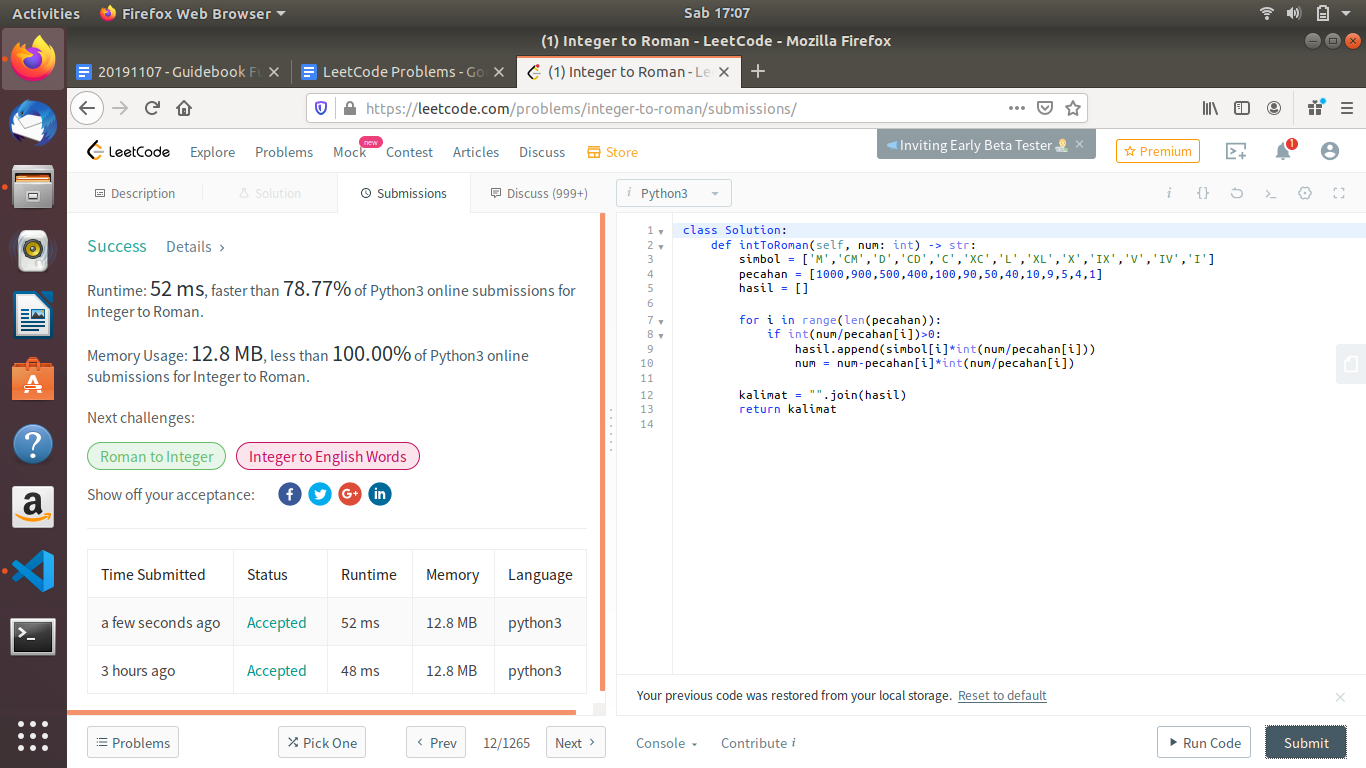 Activities Firefox Web Browser Sab 17:07
(1) Integer to Roman - LeetCode - Mozilla Firefox
20191107 - Guidebook F LeetCode Problems - Go (1) Integer to Roman - Le
https://leetcode.com/problems/integer-to-roman/submissions/
LeetCode Explore Problems Mock new Contest Articles Discuss Store Inviting Early Beta Tester Premium 1
Description Solution Submissions Discuss (999+) i Python3
Success Details
Runtime: 52 ms, faster than 78.77% of Python3 online submissions for
Integer to Roman.
Memory Usage: 12.8 MB, less than 100.00% of Python3 online
submissions for Integer to Roman.
Next challenges:
Roman to Integer Integer to English Words
Show off your acceptance:
Time Submitted Status Runtime Memory Language
a few seconds ago Accepted 52 ms 12.8 MB python3
3 hours ago Accepted 48 ms 12.8 MB python3
1 class Solution:
2 def intToRoman(self, num: int) -> str:
3 simbol = ['M','CM','D','CD','C','XC','L','XL','X','IX','V','IV','I']
4 pecahan = [1000,900,500,400,100,90,50,40,10,9,5,4,1]
5 hasil = []
6
7 for i in range(len(pecahan)):
8 if int(num/pecahan[i])>0:
9 hasil.append(simbol[i]*int(num/pecahan[i]))
10 num = num-pecahan[i]*int(num/pecahan[i])
11
12 kalimat = "".join(hasil)
13 return kalimat
14
Your previous code was restored from your local storage. Reset to default
Problems Pick One Prev 12/1265 Next Console Contribute i Run Code Submit